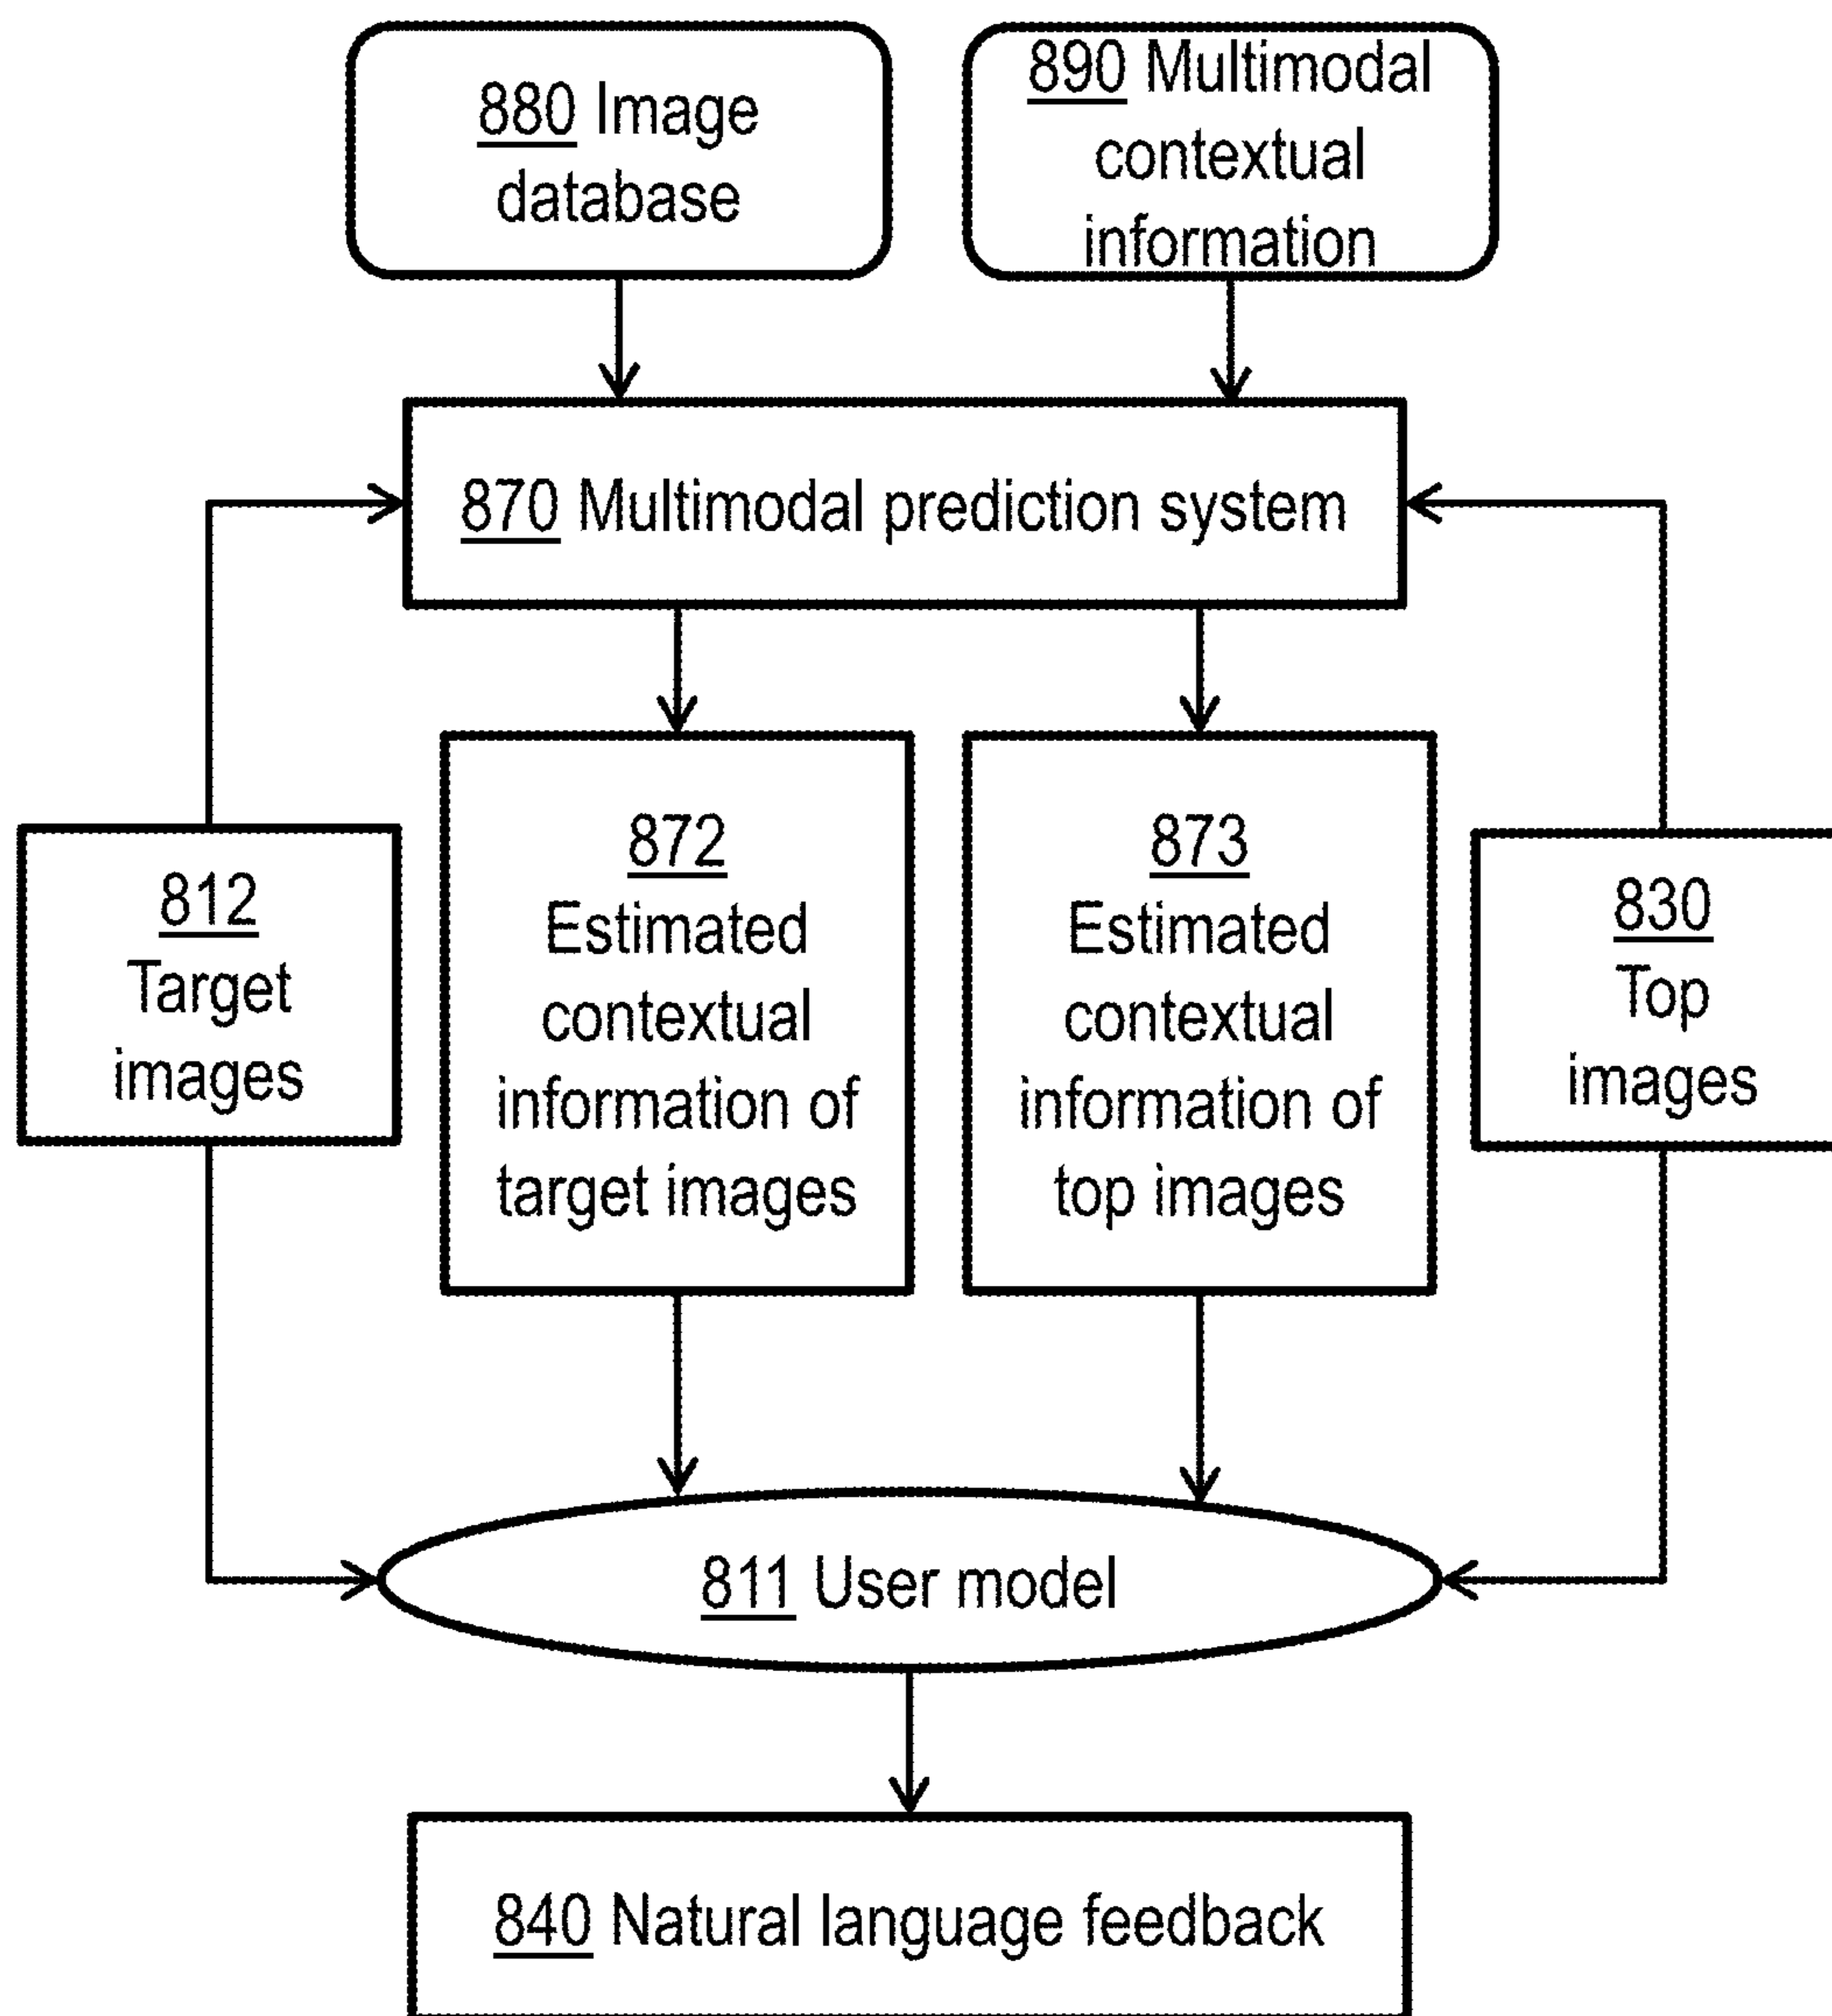 880 Image
database
890 Multimodal
contextual
information
870 Multimodal prediction system
812
Target
images
872
Estimated
contextual
information of
target images
873
Estimated
contextual
information of
top images
830
Top
images
811 User model
840 Natural language feedback